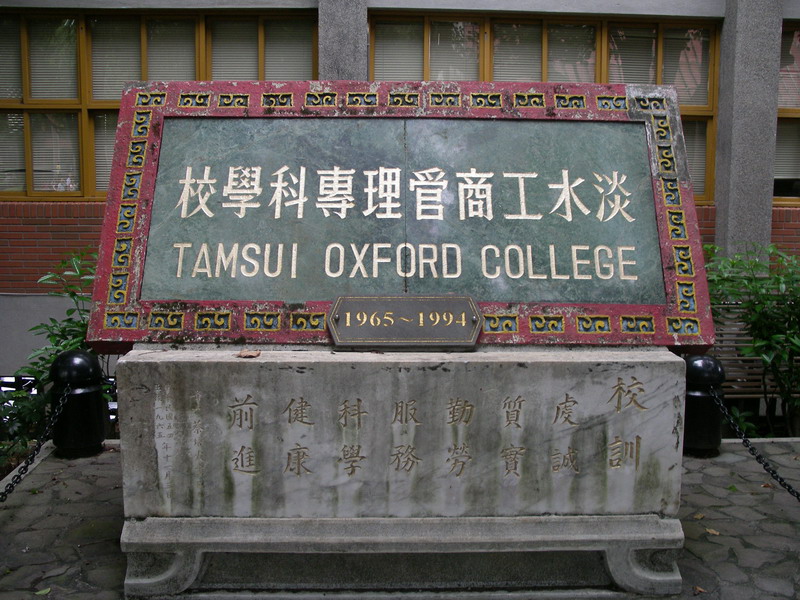 淡水工商管理專科學校
TAMSUI OXFORD COLLEGE
1965～1994
校訓
虔誠
質實
勤勞
服務
科學
健康
前進